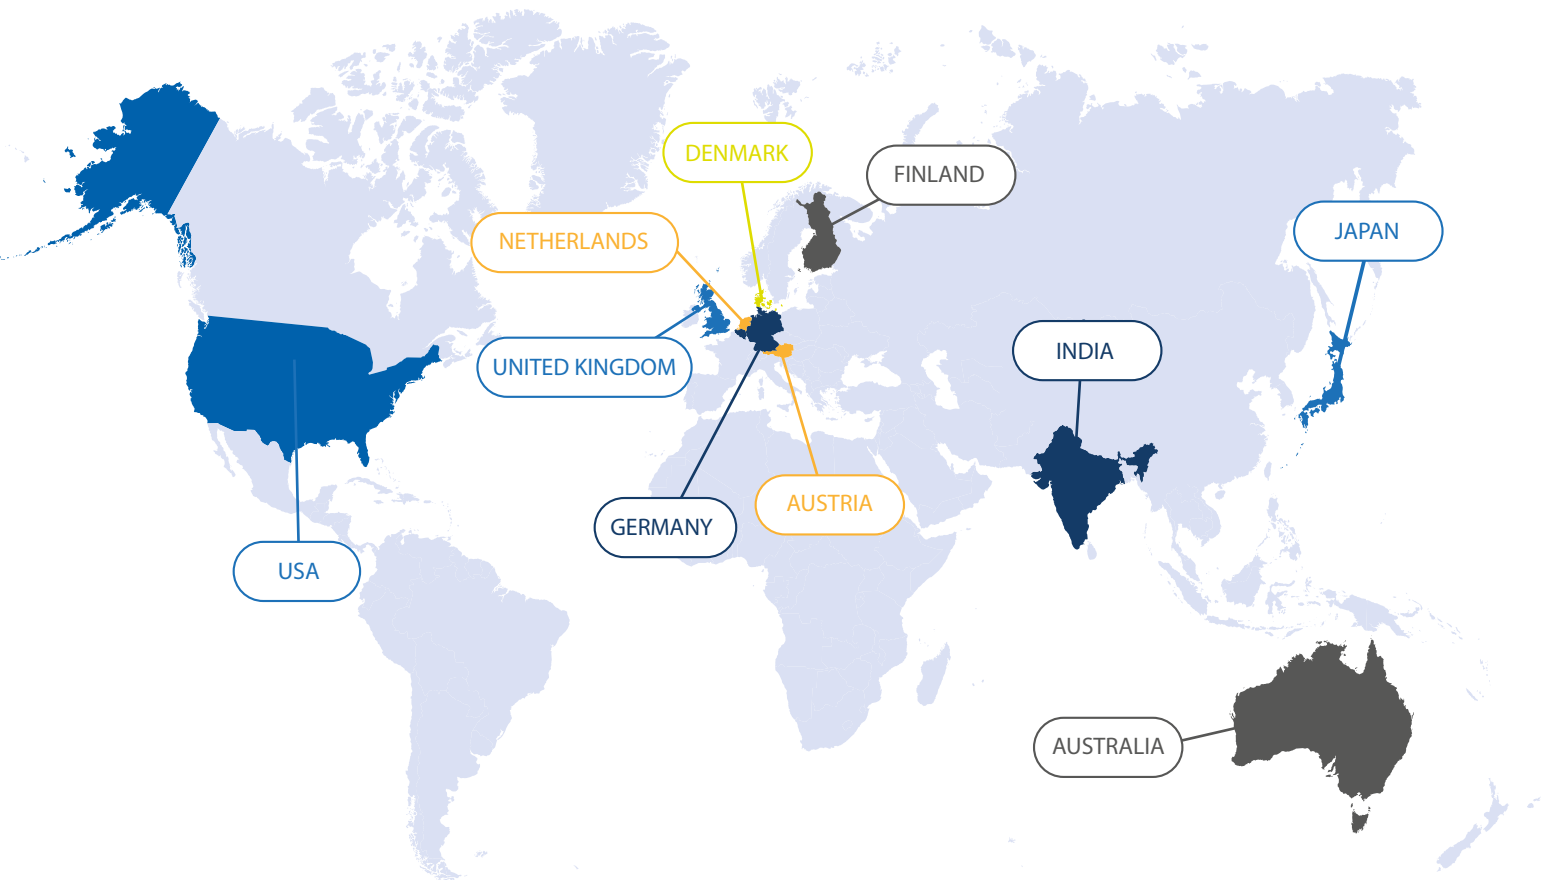 DENMARK
FINLAND
NETHERLANDS
JAPAN
UNITED KINGDOM
INDIA
AUSTRIA
GERMANY
USA
AUSTRALIA